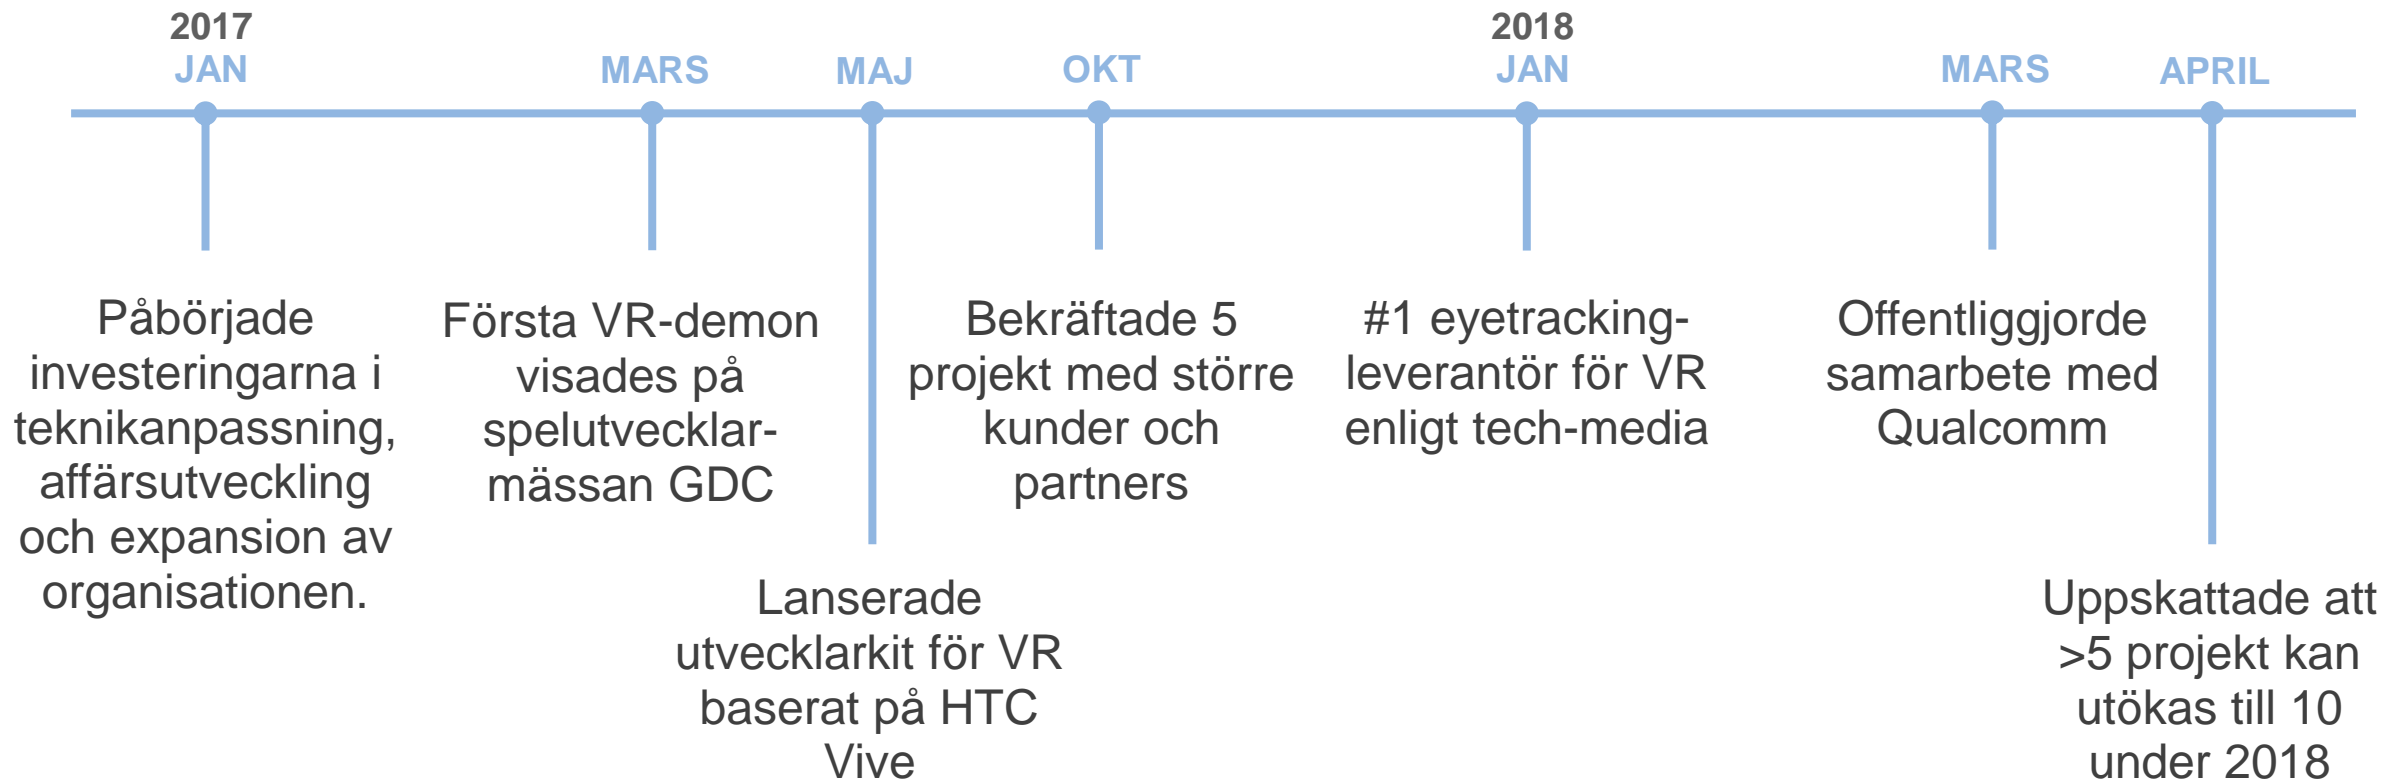 2017
JAN
MARS
MAJ
OKT
2018
JAN
MARS
APRIL
Påbörjade
investeringarna i
teknikanpassning,
affärsutveckling
och expansion av
organisationen.
Första VR-demon
visades på
spelutvecklar-
mässan GDC
Lanserade
utvecklarkit för VR
baserat på HTC
Vive
Bekräftade 5
projekt med större
kunder och
partners
#1 eyetracking-
leverantör för VR
enligt tech-media
Offentliggjorde
samarbete med
Qualcomm
Uppskattade att
>5 projekt kan
utökas till 10
under 2018